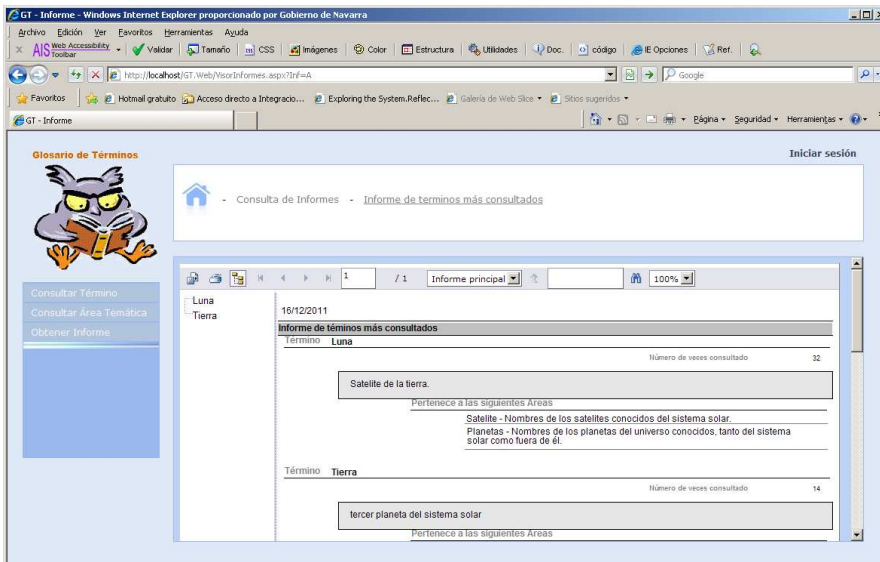 GT - Informe - Windows Internet Explorer proporcionado por Gobierno de Navarra
Archivo Edición Ver Favoritos Herramientas Ayuda
AIS Web Accessibility Toolbar Validar Tamaño CSS Imágenes Color Estructura Utilidades Doc. código IE Opciones Ref.
http://localhost/GT.Web/VisorInformes.aspx?Inf=A Google
Favoritos Hotmail gratuito Acceso directo a Integracio... Exploring the System.Reflec... Galería de Web Slice Sitios sugeridos
GT - Informe Página Seguridad Herramientas
Glosario de Términos
Iniciar sesión
- Consulta de Informes - Informe de terminos más consultados
Consultar Término
Consultar Área Temática
Obtener Informe
1 / 1 Informe principal 100%
Luna
Tierra
16/12/2011
Informe de téminos más consultados
Término Luna
Número de veces consultado 32
Satelite de la tierra.
Pertenece a las siguientes Areas
Satelite - Nombres de los satelites conocidos del sistema solar.
Planetas - Nombres de los planetas del universo conocidos, tanto del sistema
solar como fuera de él.
Término Tierra
Número de veces consultado 14
tercer planeta del sistema solar
Pertenece a las siguientes Areas